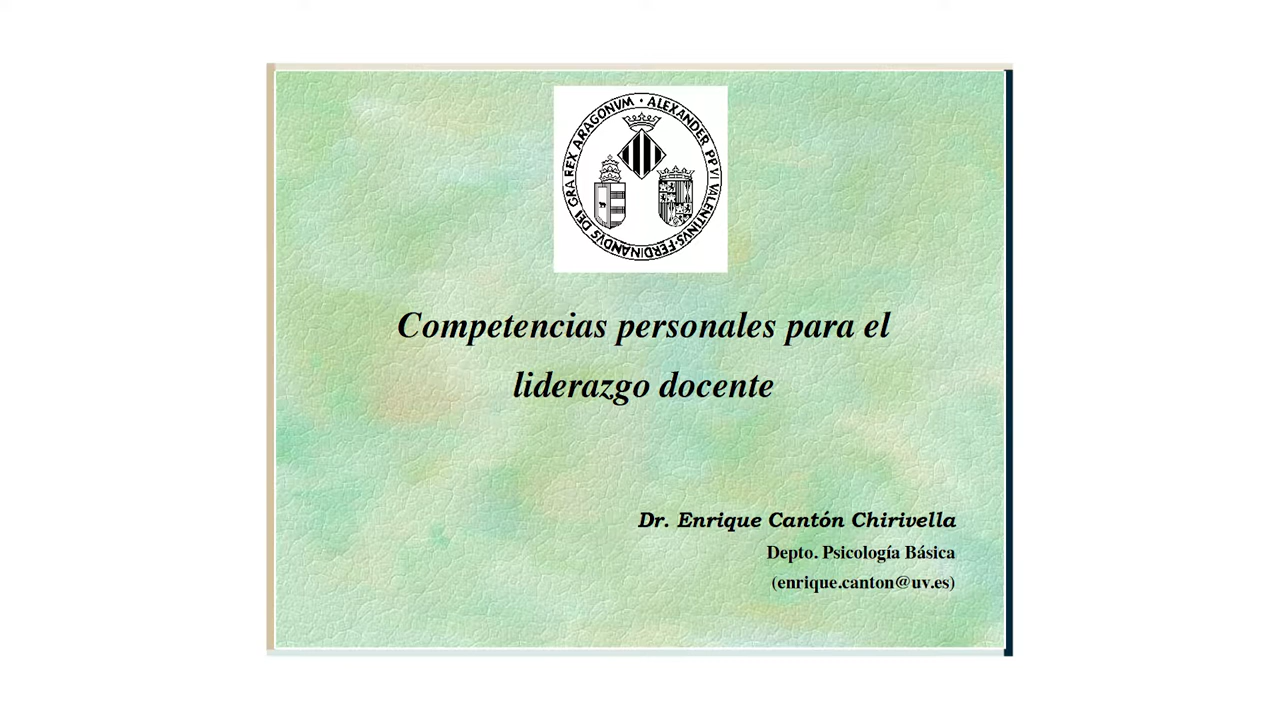 ALEXANDER PP VI VALENTINVS·FERDINANDVS DEI GRA REX ARAGONVM ·
Competencias personales para el
liderazgo docente
Dr. Enrique Cantón Chirivella
Depto. Psicología Básica
(enrique.canton@uv.es)